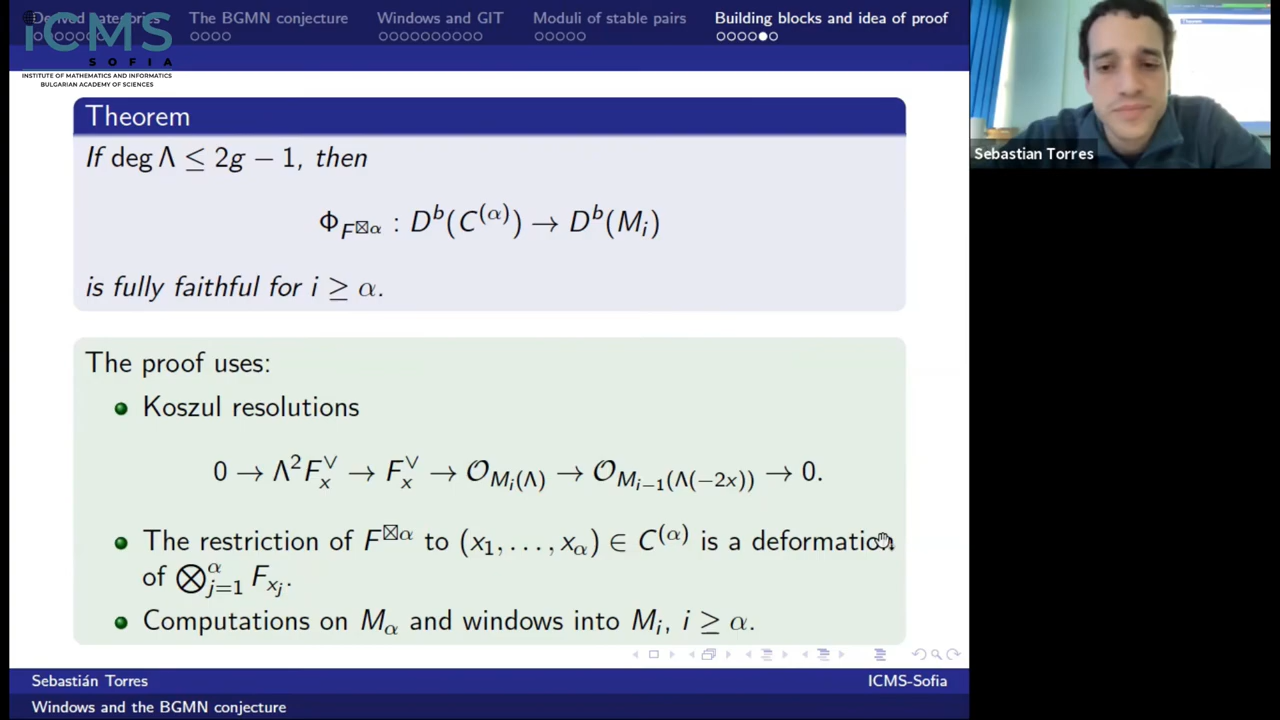 Derived categories The BGMN conjecture Windows and GIT Moduli of stable pairs Building blocks and idea of proof
iCMS
SOFIA
INSTITUTE OF MATHEMATICS AND INFORMATICS
BULGARIAN ACADEMY OF SCIENCES
Theorem
If deg Λ ≤ 2g − 1, then
Φ_{F^{⊠α}} : D^b(C^{(α)}) → D^b(M_i)
is fully faithful for i ≥ α.
The proof uses:
Koszul resolutions
0 → Λ^2 F_x^∨ → F_x^∨ → O_{M_i(Λ)} → O_{M_{i−1}(Λ(−2x))} → 0.
The restriction of F^{⊠α} to (x_1, . . . , x_α) ∈ C^{(α)} is a deformation
of ⊗_{j=1}^α F_{x_j}.
Computations on M_α and windows into M_i, i ≥ α.
Sebastián Torres ICMS-Sofia
Windows and the BGMN conjecture
Sebastian Torres